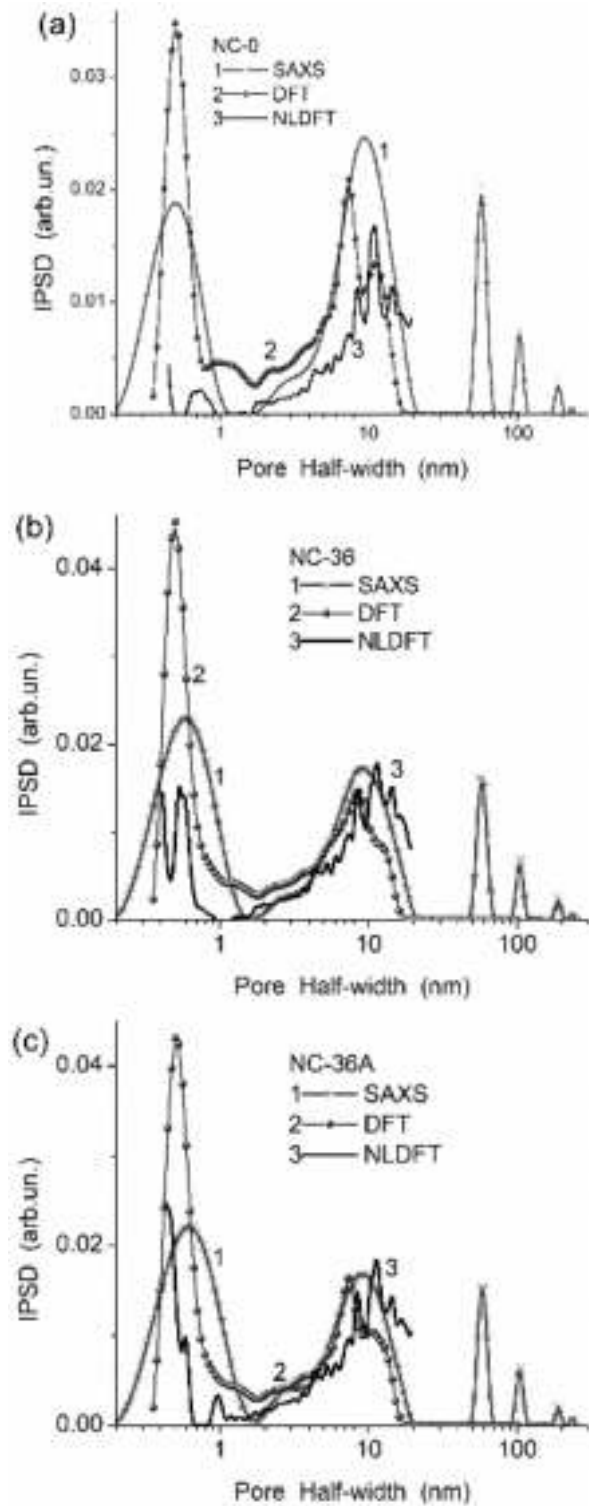 (a)
NC-0
1 SAXS
2 DFT
3 NLDFT
IPSD (arb.un.)
0.03
0.02
0.01
0.00
1
2
3
1 10 100
Pore Half-width (nm)
(b)
NC-36
1 SAXS
2 DFT
3 NLDFT
IPSD (arb.un.)
0.04
0.02
0.00
2
1
1
3
1 10 100
Pore Half-width (nm)
(c)
NC-36A
1 SAXS
2 DFT
3 NLDFT
IPSD (arb.un.)
0.04
0.02
0.00
1
3
2
1 10 100
Pore Half-width (nm)